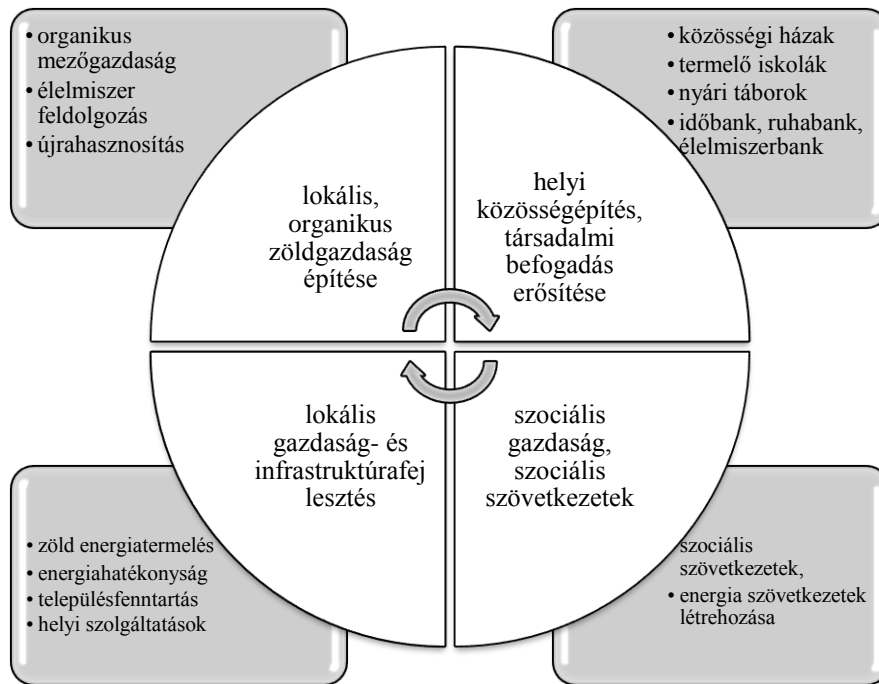 • organikus
mezőgazdaság
• élelmiszer
feldolgozás
• újrahasznosítás
• közösségi házak
• termelő iskolák
• nyári táborok
• időbank, ruhabank,
élelmiszerbank
lokális,
organikus
zöldgazdaság
építése
helyi
közösségépítés,
társadalmi
befogadás
erősítése
lokális
gazdaság- és
infrastruktúrafej
lesztés
szociális
gazdaság,
szociális
szövetkezetek
• zöld energiatermelés
• energiahatékonyság
• településfenntartás
• helyi szolgáltatások
szociális
szövetkezetek,
• energia szövetkezetek
létrehozása